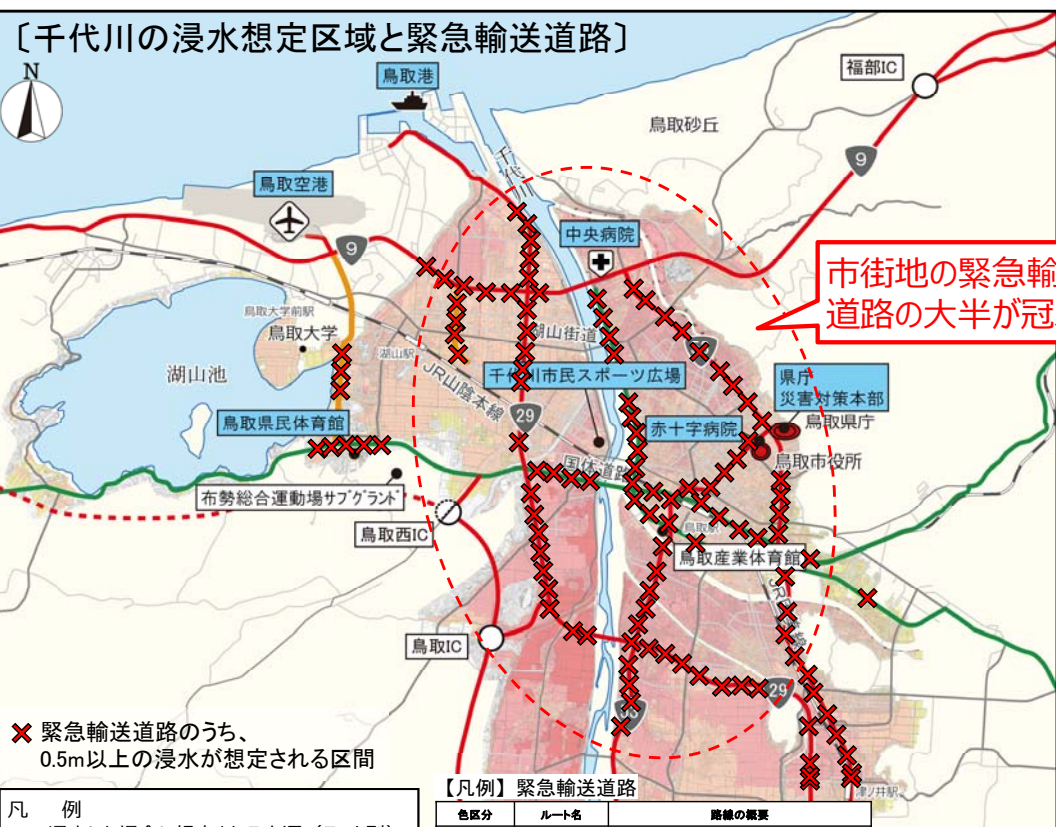 〔千代川の浸水想定区域と緊急輸送道路〕
N
鳥取港
福部IC
鳥取砂丘
千代川
9
鳥取空港
中央病院
9
市街地の緊急輸
道路の大半が冠
鳥取大学前駅
鳥取大学
湖山街道
湖山駅
湖山池
JR山陰本線
千代川市民スポーツ広場
県庁
災害対策本部
鳥取県庁
29
赤十字病院
鳥取県民体育館
鳥取市役所
国体道路
布勢総合運動場サブグランド
鳥取西IC
鳥取駅
鳥取産業体育館
鳥取IC
29
津ノ井駅
緊急輸送道路のうち、
0.5m以上の浸水が想定される区間
【凡例】緊急輸送道路
色区分 ルート名 路線の概要
凡 例